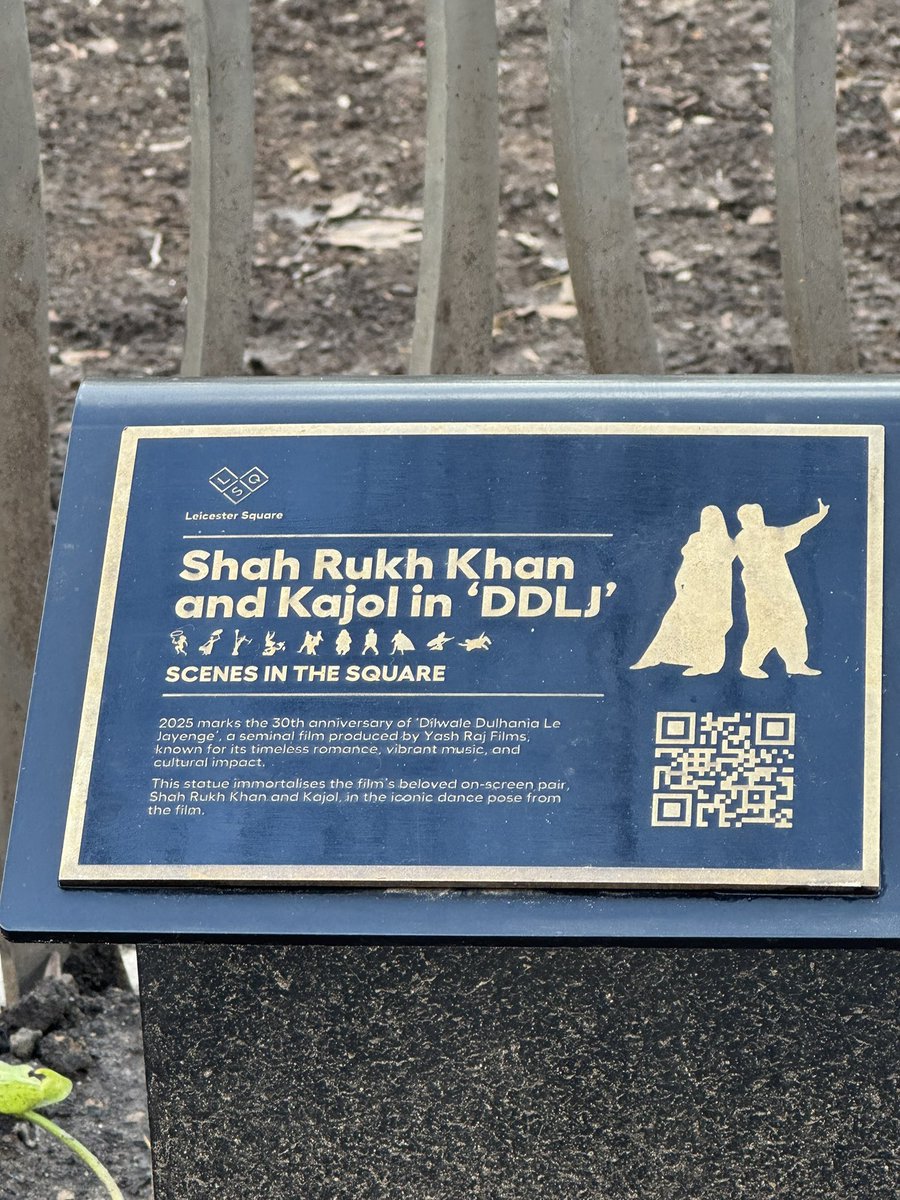 LSQ
Leicester Square
Shah Rukh Khan
and Kajol in ‘DDLJ’
SCENES IN THE SQUARE
2025 marks the 30th anniversary of ‘Dilwale Dulhania Le
Jayenge’, a seminal film produced by Yash Raj Films,
known for its timeless romance, vibrant music, and
cultural impact.
This statue immortalises the film’s beloved on-screen pair,
Shah Rukh Khan and Kajol, in the iconic dance pose from
the film.